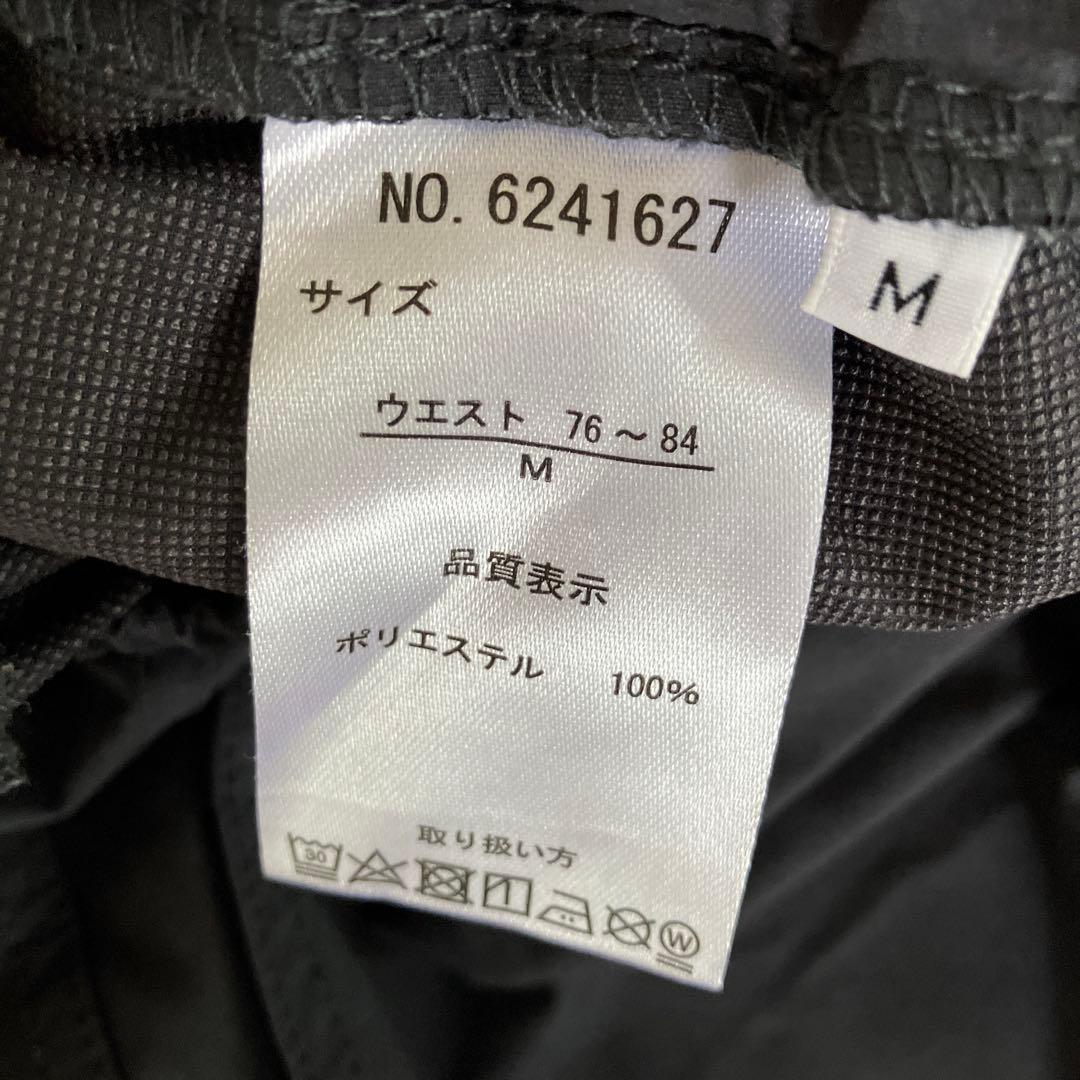 NO. 6241627
M
サイズ
ウエスト 76～84
M
品質表示
ポリエステル 100%
取り扱い方
30
W